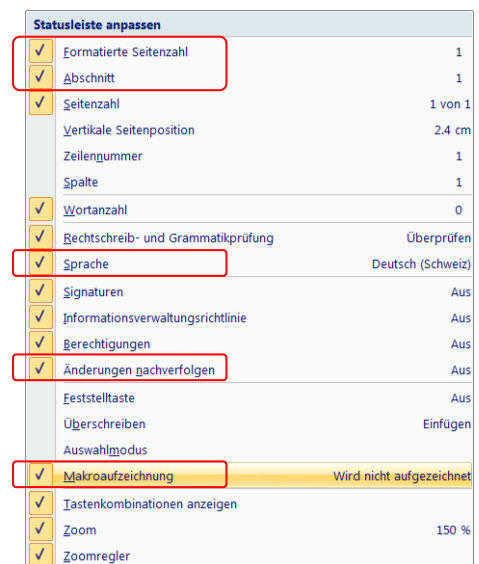 Statusleiste anpassen
Formatierte Seitenzahl 1
Abschnitt 1
Seitenzahl 1 von 1
Vertikale Seitenposition 2.4 cm
Zeilennummer 1
Spalte 1
Wortanzahl 0
Rechtschreib- und Grammatikprüfung Überprüfen
Sprache Deutsch (Schweiz)
Signaturen Aus
Informationsverwaltungsrichtlinie Aus
Berechtigungen Aus
Änderungen nachverfolgen Aus
Feststelltaste Aus
Überschreiben Einfügen
Auswahlmodus
Makroaufzeichnung Wird nicht aufgezeichnet
Tastenkombinationen anzeigen
Zoom 150 %
Zoomregler